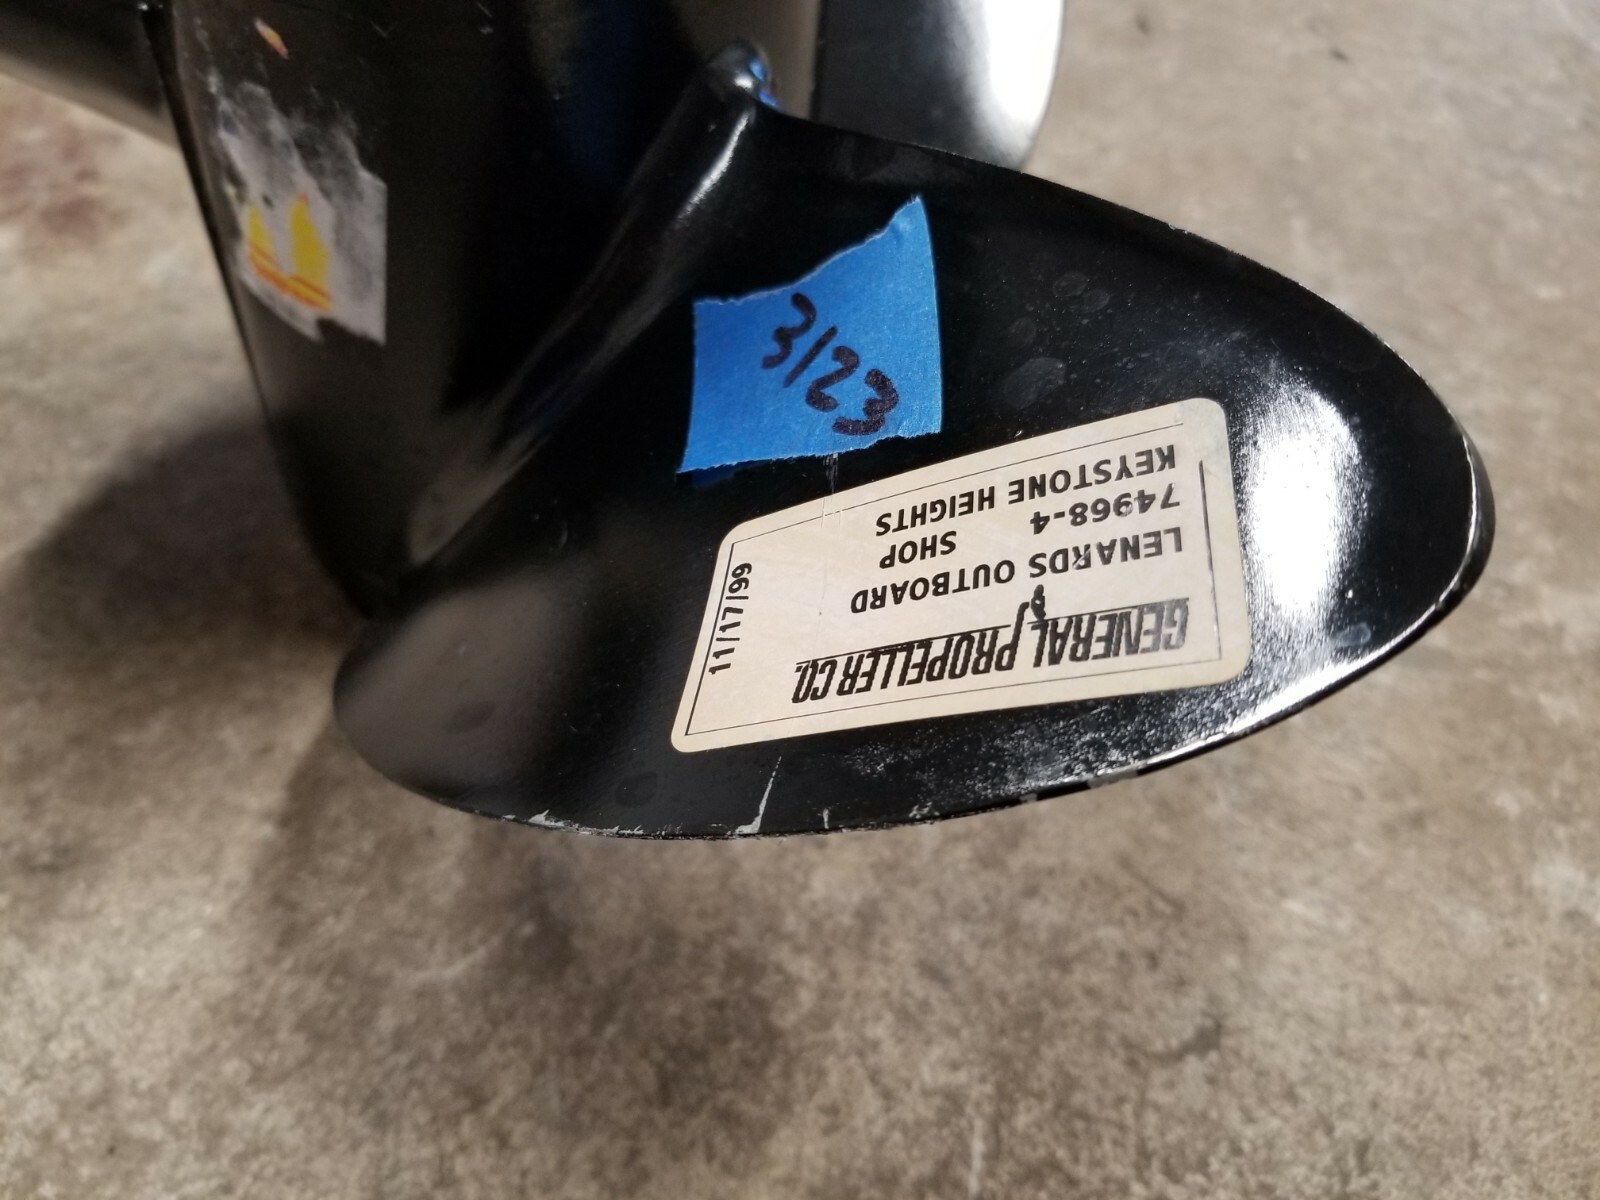 3/23
GENERAL PROPELLER CO.
11/17/99
LENARDS OUTBOARD
SHOP
74968-4
KEYSTONE HEIGHTS